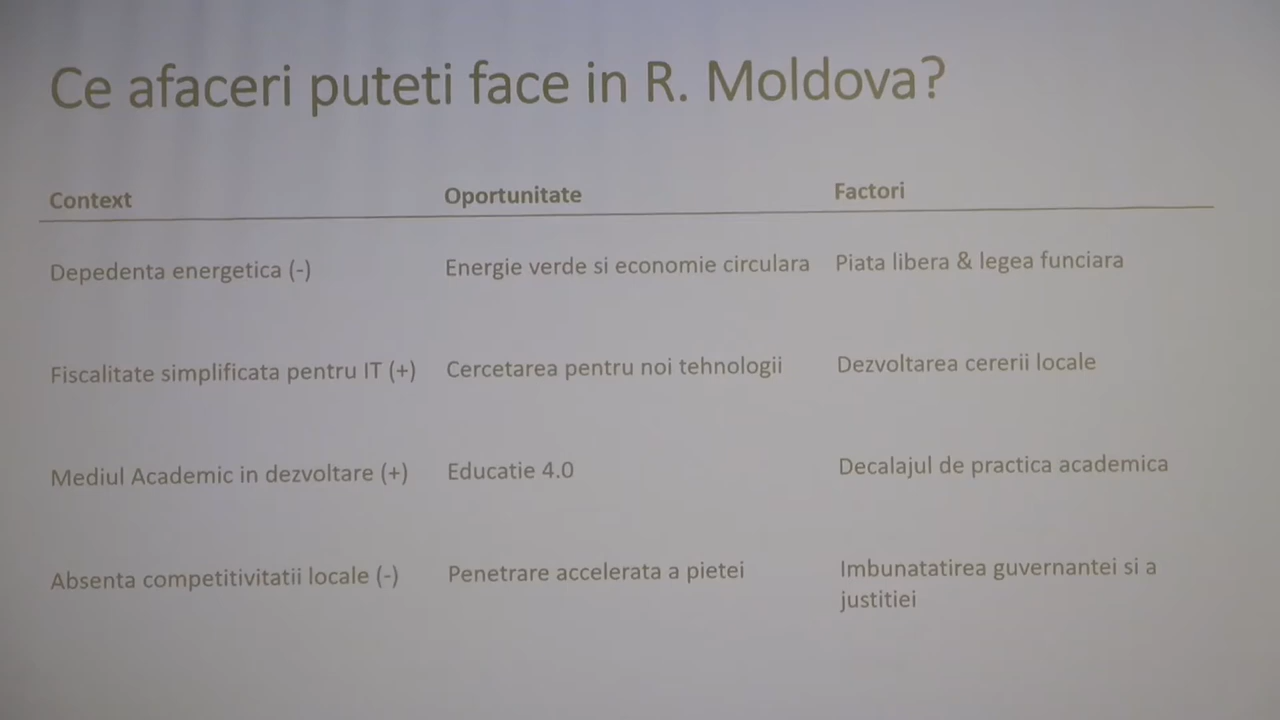 Ce afaceri puteti face in R. Moldova?
Context Oportunitate Factori
Depedenta energetica (-) Energie verde si economie circulara Piata libera & legea funciara
Fiscalitate simplificata pentru IT (+) Cercetarea pentru noi tehnologii Dezvoltarea cererii locale
Mediul Academic in dezvoltare (+) Educatie 4.0 Decalajul de practica academica
Absenta competitivitatii locale (-) Penetrare accelerata a pietei Imbunatatirea guvernantei si a
justitiei